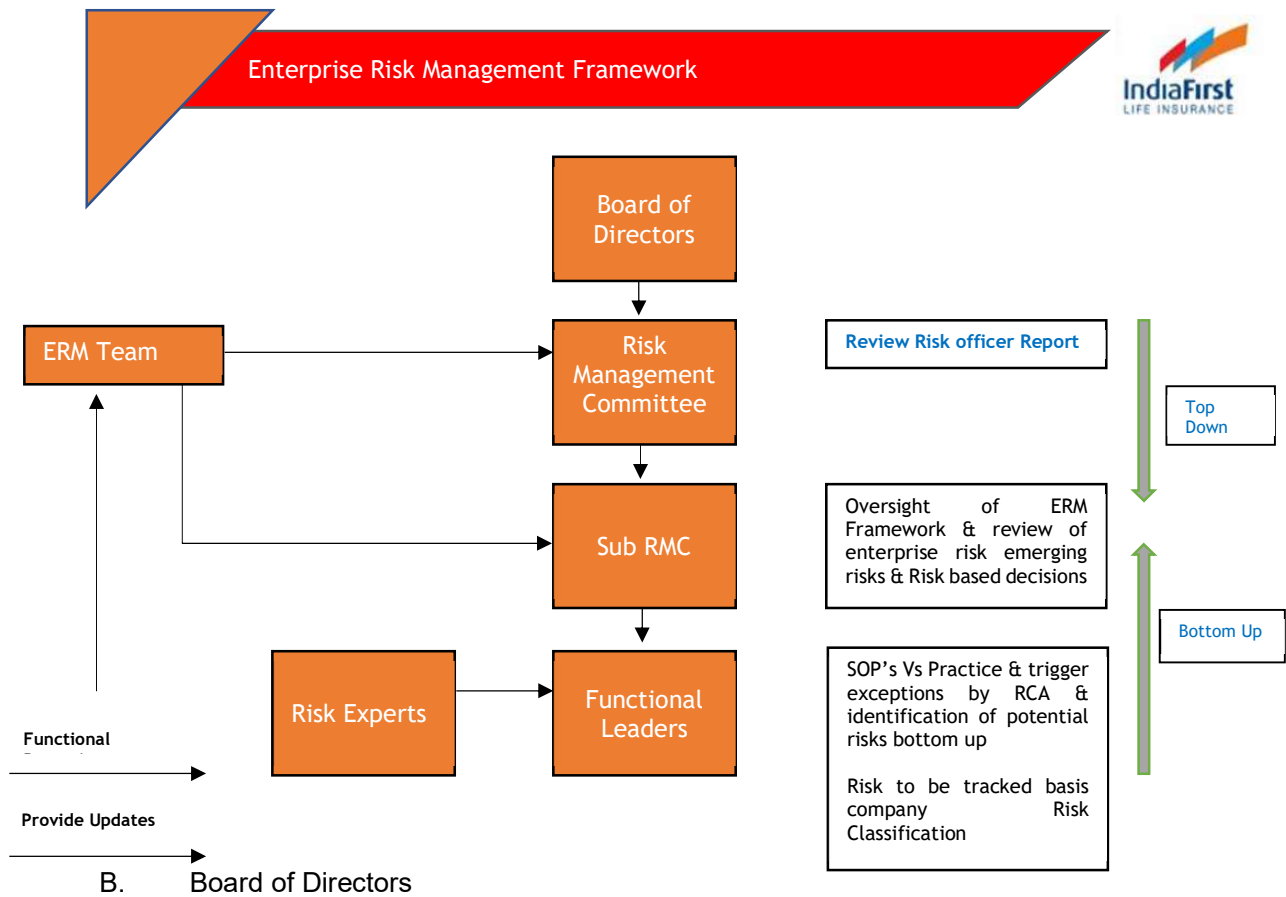 Enterprise Risk Management Framework
IndiaFirst
LIFE INSURANCE
Board of
Directors
ERM Team
Risk
Management
Committee
Review Risk officer Report
Top
Down
Sub RMC
Oversight of ERM
Framework & review of
enterprise risk emerging
risks & Risk based decisions
Bottom Up
Risk Experts
Functional
Leaders
SOP's Vs Practice & trigger
exceptions by RCA &
identification of potential
risks bottom up
Risk to be tracked basis
company Risk
Classification
Functional
Provide Updates
B. Board of Directors